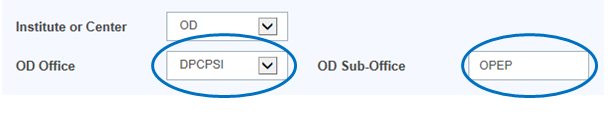 Institute or Center OD
OD Office DPCPSI OD Sub-Office OPEP